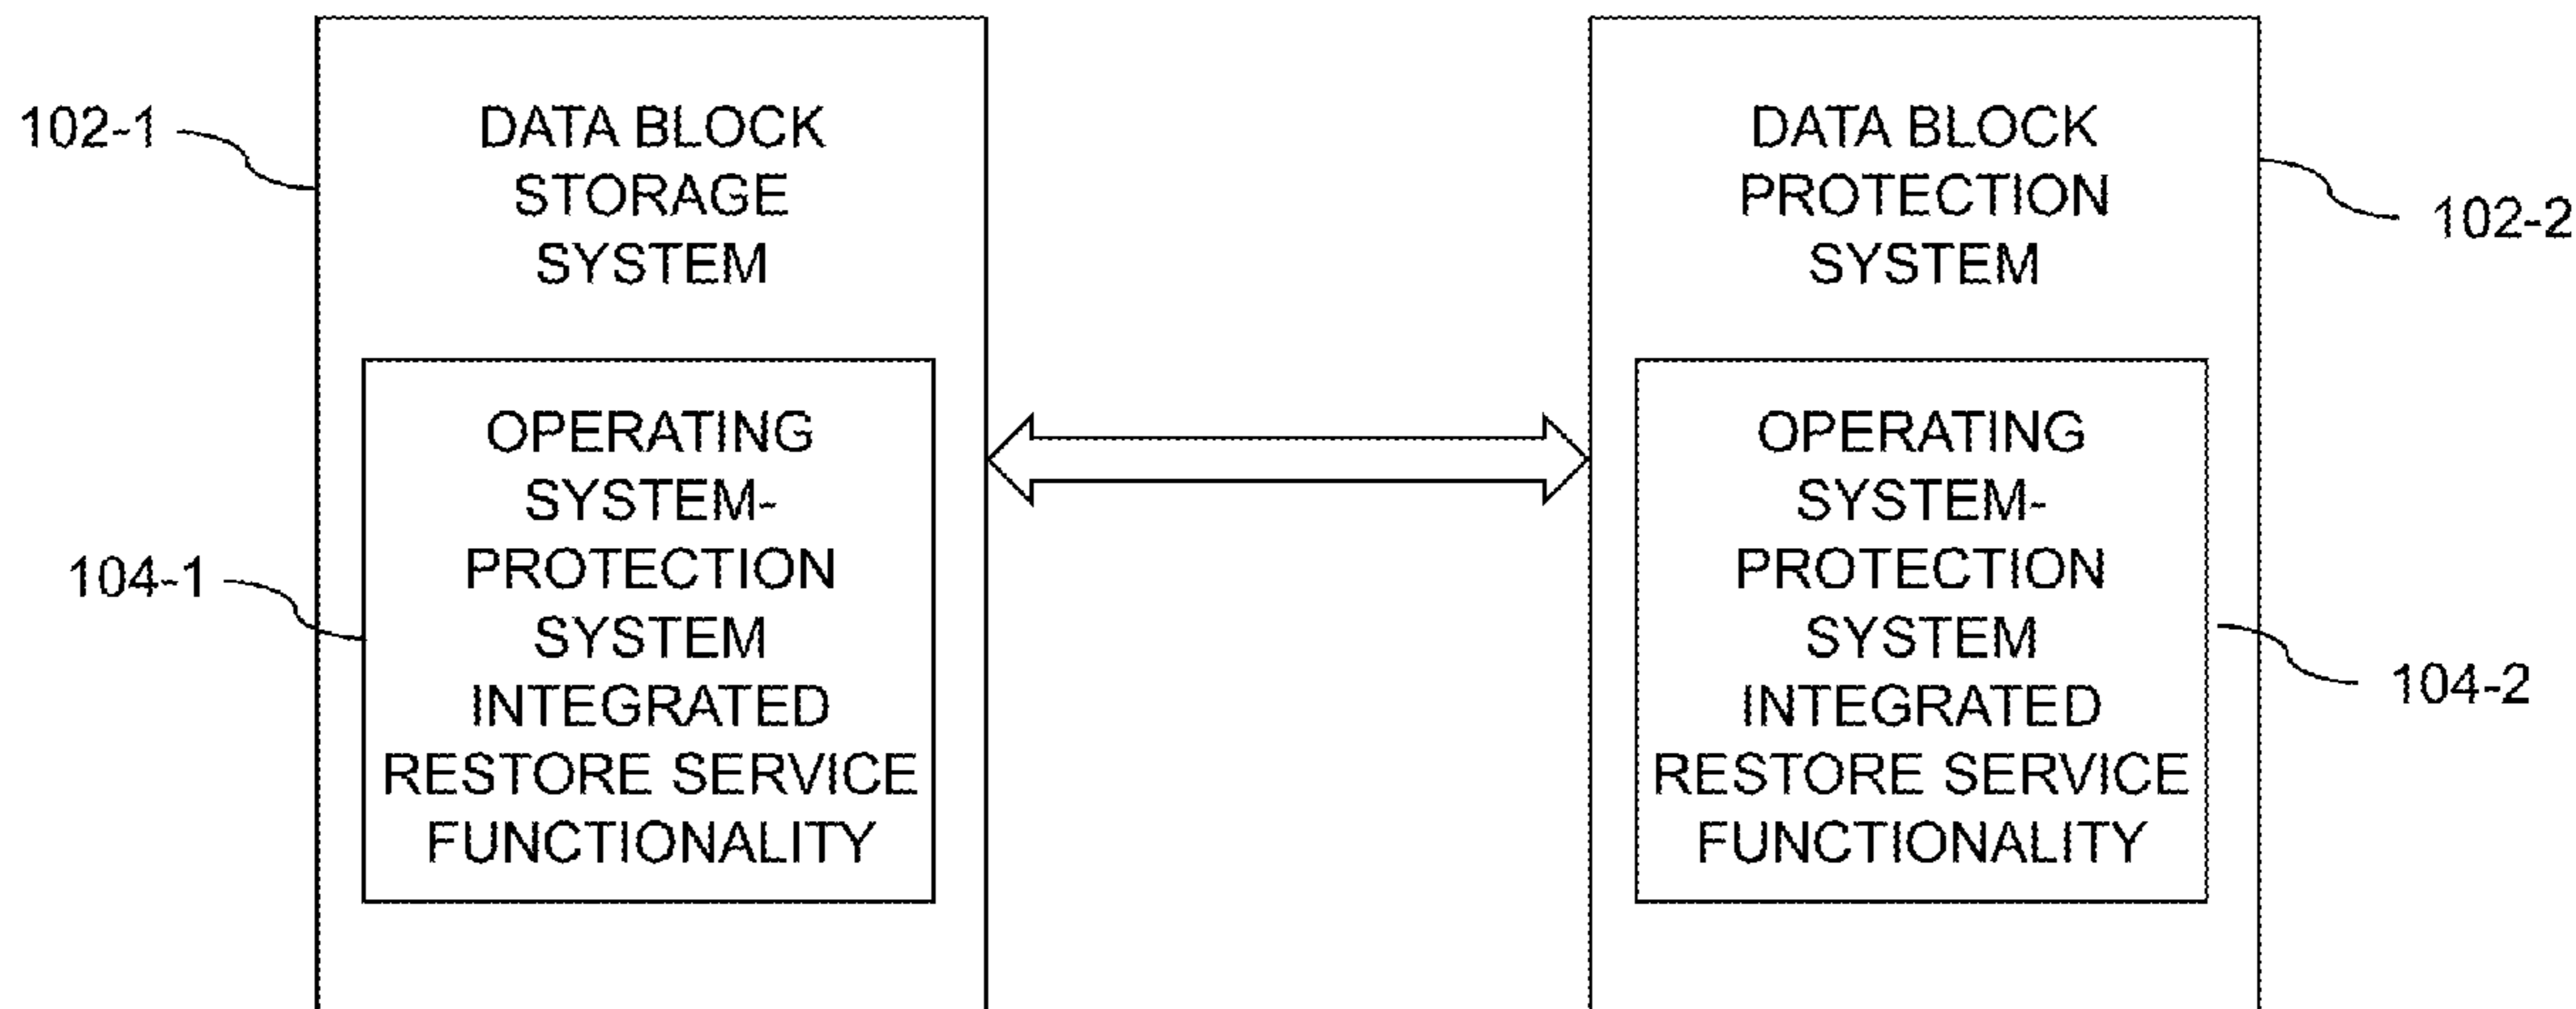 102-1
DATA BLOCK
STORAGE
SYSTEM
104-1
OPERATING
SYSTEM-
PROTECTION
SYSTEM
INTEGRATED
RESTORE SERVICE
FUNCTIONALITY
DATA BLOCK
PROTECTION
SYSTEM
102-2
OPERATING
SYSTEM-
PROTECTION
SYSTEM
INTEGRATED
RESTORE SERVICE
FUNCTIONALITY
104-2